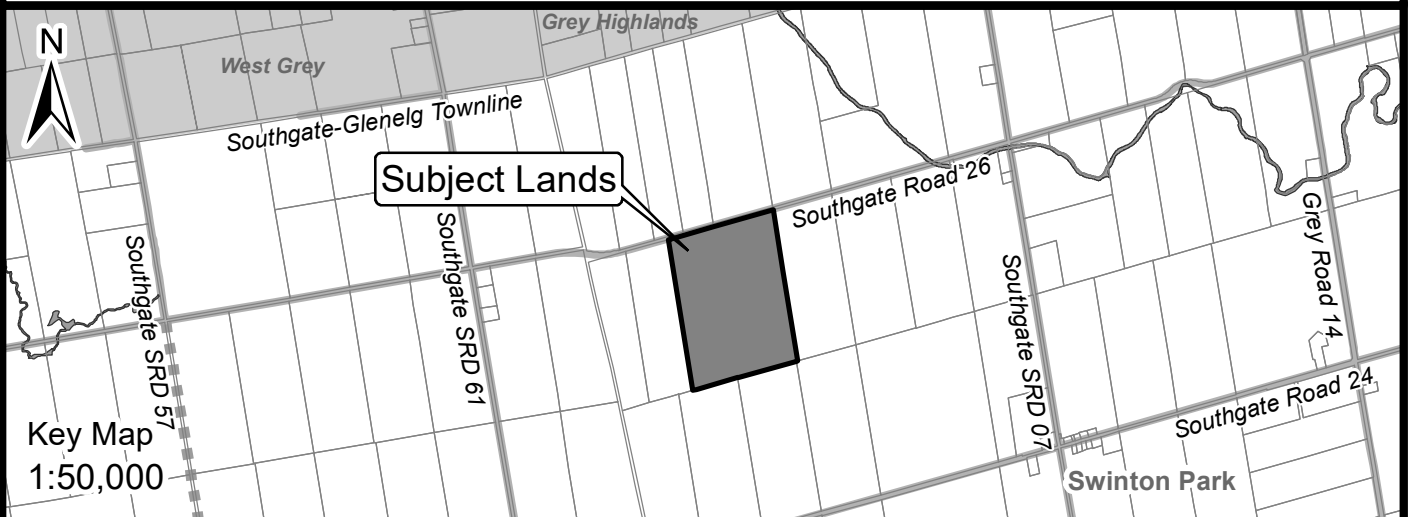 Grey Highlands
N
West Grey
Southgate-Glenelg Townline
Subject Lands
Southgate Road 26
Southgate SRD 57
Southgate SRD 61
Southgate SRD 07
Grey Road 14
Southgate Road 24
Key Map
1:50,000
Swinton Park